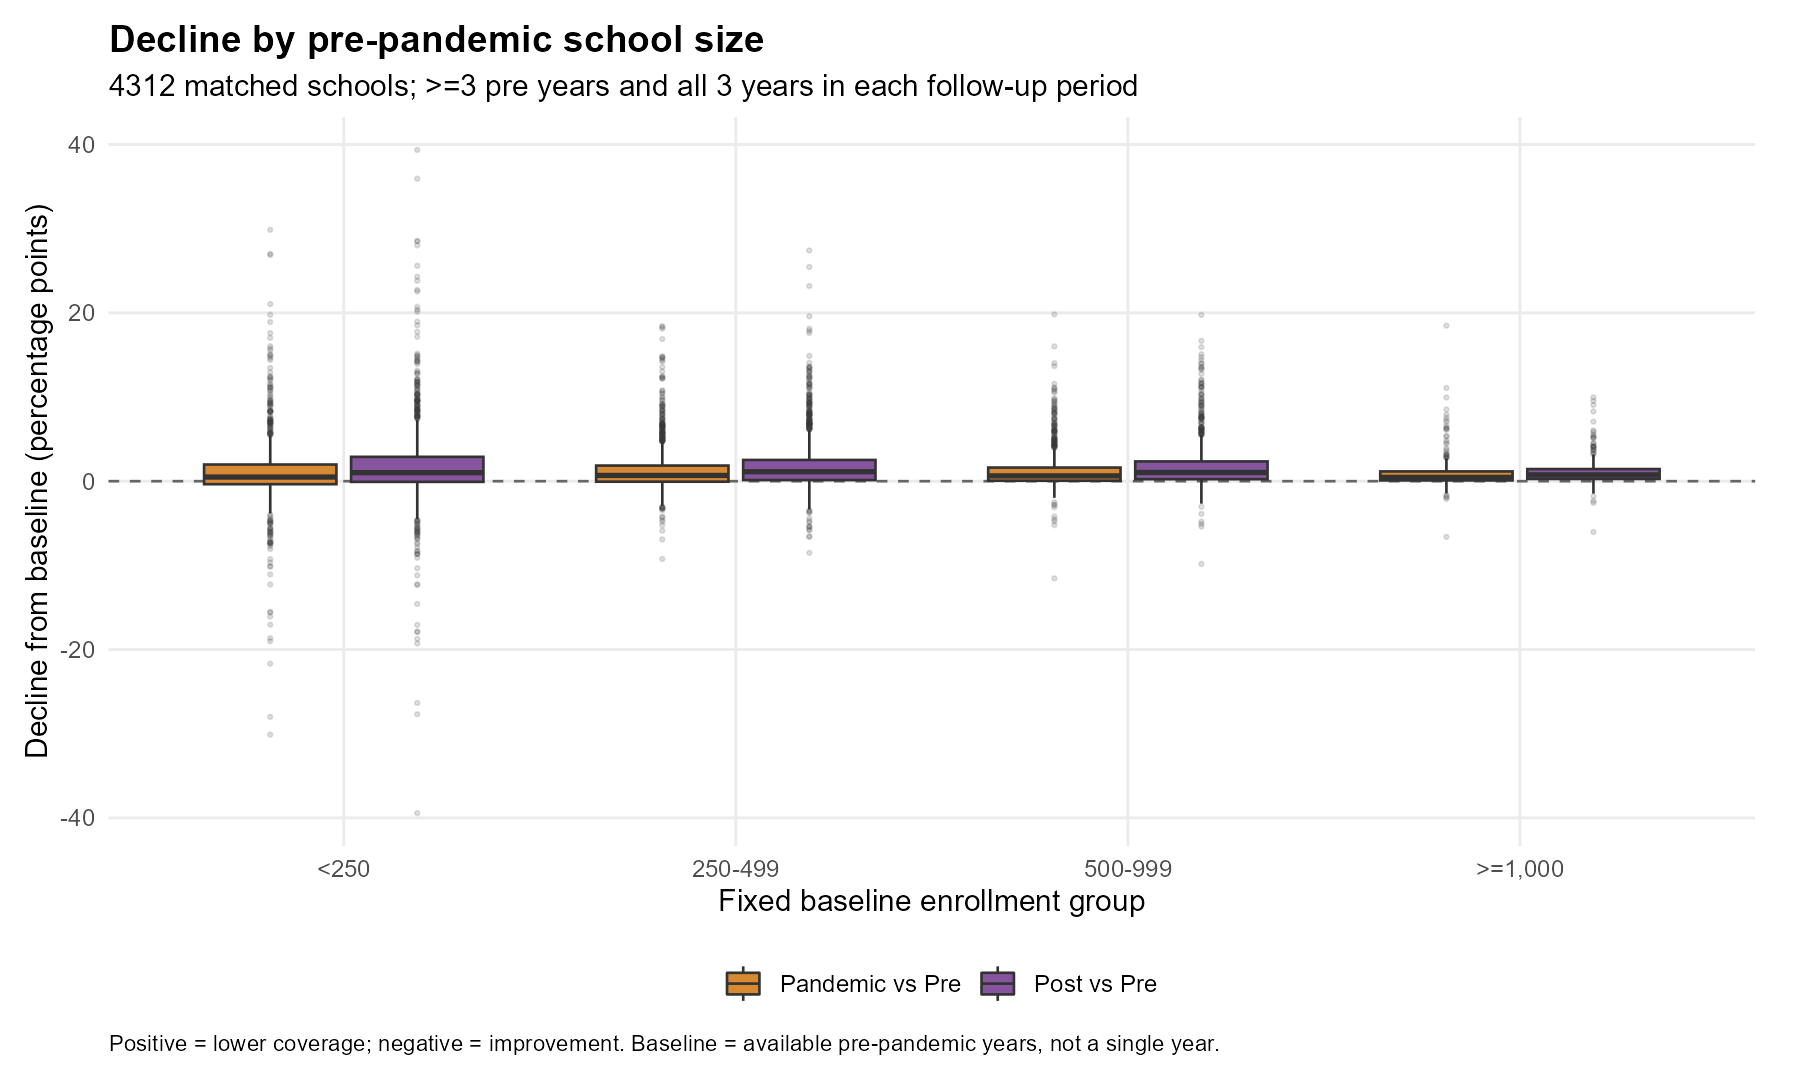 Decline by pre-pandemic school size
4312 matched schools; >=3 pre years and all 3 years in each follow-up period
Decline from baseline (percentage points)
40
20
0
-20
-40
<250
250-499
500-999
>=1,000
Fixed baseline enrollment group
Pandemic vs Pre
Post vs Pre
Positive = lower coverage; negative = improvement. Baseline = available pre-pandemic years, not a single year.